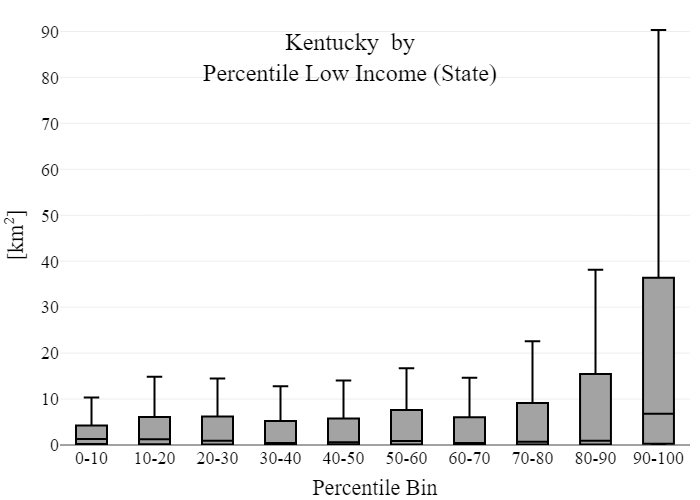 Kentucky by
Percentile Low Income (State)
[km²]
90
80
70
60
50
40
30
20
10
0
0-10 10-20 20-30 30-40 40-50 50-60 60-70 70-80 80-90 90-100
Percentile Bin